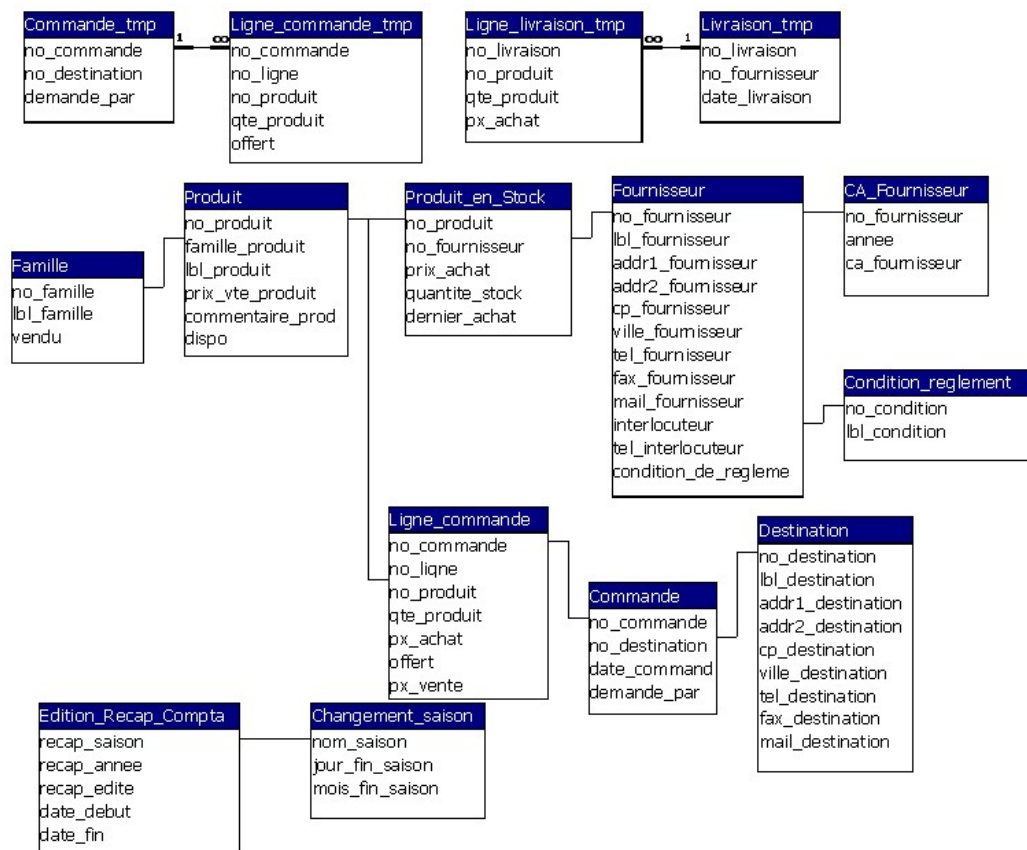 Commande_tmp
no_commande
no_destination
demande_par
1
∞
Ligne_commande_tmp
no_commande
no_ligne
no_produit
qte_produit
offert
Ligne_livraison_tmp
no_livraison
no_produit
qte_produit
px_achat
∞
1
Livraison_tmp
no_livraison
no_fournisseur
date_livraison
Famille
no_famille
lbl_famille
vendu
Produit
no_produit
famille_produit
lbl_produit
prix_vte_produit
commentaire_prod
dispo
Produit_en_Stock
no_produit
no_fournisseur
prix_achat
quantite_stock
dernier_achat
Fournisseur
no_fournisseur
lbl_fournisseur
addr1_fournisseur
addr2_fournisseur
cp_fournisseur
ville_fournisseur
tel_fournisseur
fax_fournisseur
mail_fournisseur
interlocuteur
tel_interlocuteur
condition_de_regleme
CA_Fournisseur
no_fournisseur
annee
ca_fournisseur
Condition_reglement
no_condition
lbl_condition
Ligne_commande
no_commande
no_ligne
no_produit
qte_produit
px_achat
offert
px_vente
Commande
no_commande
no_destination
date_command
demande_par
Destination
no_destination
lbl_destination
addr1_destination
addr2_destination
cp_destination
ville_destination
tel_destination
fax_destination
mail_destination
Edition_Recap_Compta
recap_saison
recap_annee
recap_edite
date_debut
date_fin
Changement_saison
nom_saison
jour_fin_saison
mois_fin_saison